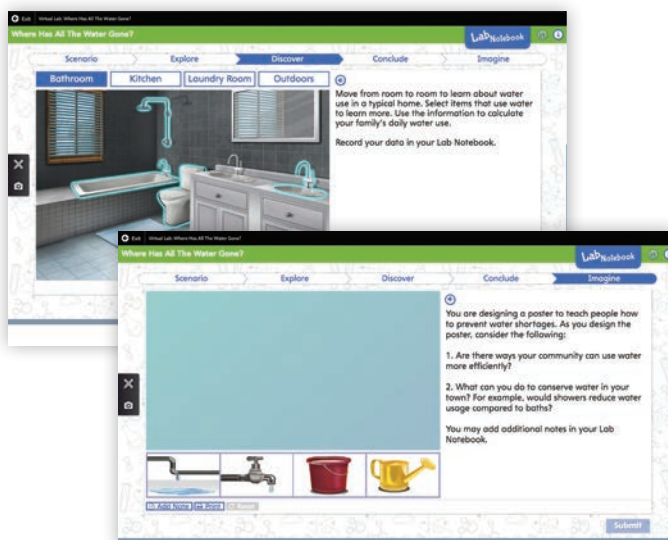 Exit Virtual Lab: Where Has All The Water Gone?
Where Has All The Water Gone?
Lab Notebook
Scenario Explore Discover Conclude Imagine
Bathroom Kitchen Laundry Room Outdoors
Move from room to room to learn about water
use in a typical home. Select items that use water
to learn more. Use the information to calculate
your family's daily water use.
Record your data in your Lab Notebook.
Exit Virtual Lab: Where Has All The Water Gone?
Where Has All The Water Gone?
Lab Notebook
Scenario Explore Discover Conclude Imagine
You are designing a poster to teach people how
to prevent water shortages. As you design the
poster, consider the following:
1. Are there ways your community can use water
more efficiently?
2. What can you do to conserve water in your
town? For example, would showers reduce water
usage compared to baths?
You may add additional notes in your Lab
Notebook.
Add Note Print
Submit